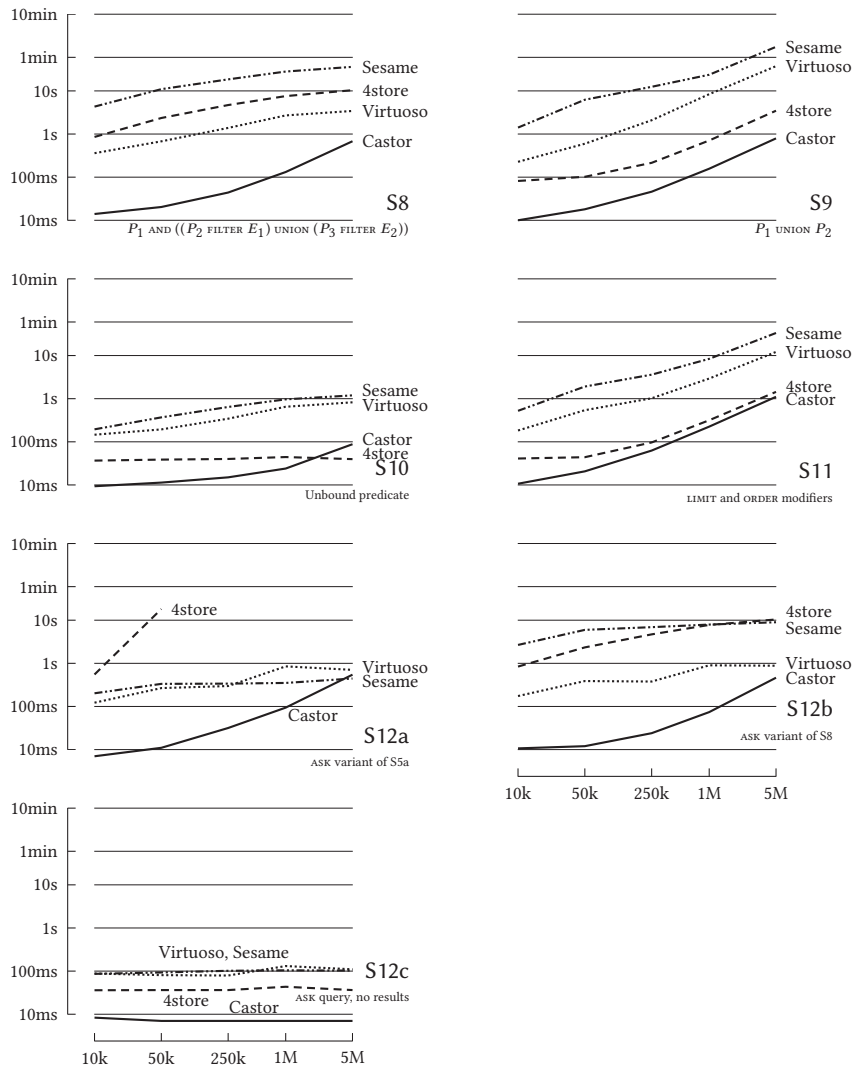 10min
1min
10s
1s
100ms
10ms
Sesame
4store
Virtuoso
Castor
S8
P1 AND ((P2 FILTER E1) UNION (P3 FILTER E2))
Sesame
Virtuoso
4store
Castor
S9
P1 UNION P2
10min
1min
10s
1s
100ms
10ms
Sesame
Virtuoso
Castor
4store
S10
Unbound predicate
Sesame
Virtuoso
4store
Castor
S11
LIMIT and ORDER modifiers
10min
1min
10s
1s
100ms
10ms
4store
Virtuoso
Sesame
Castor
S12a
ASK variant of S5a
4store
Sesame
Virtuoso
Castor
S12b
ASK variant of S8
10k 50k 250k 1M 5M
10min
1min
10s
1s
100ms
10ms
Virtuoso, Sesame
S12c
ASK query, no results
4store
Castor
10k 50k 250k 1M 5M